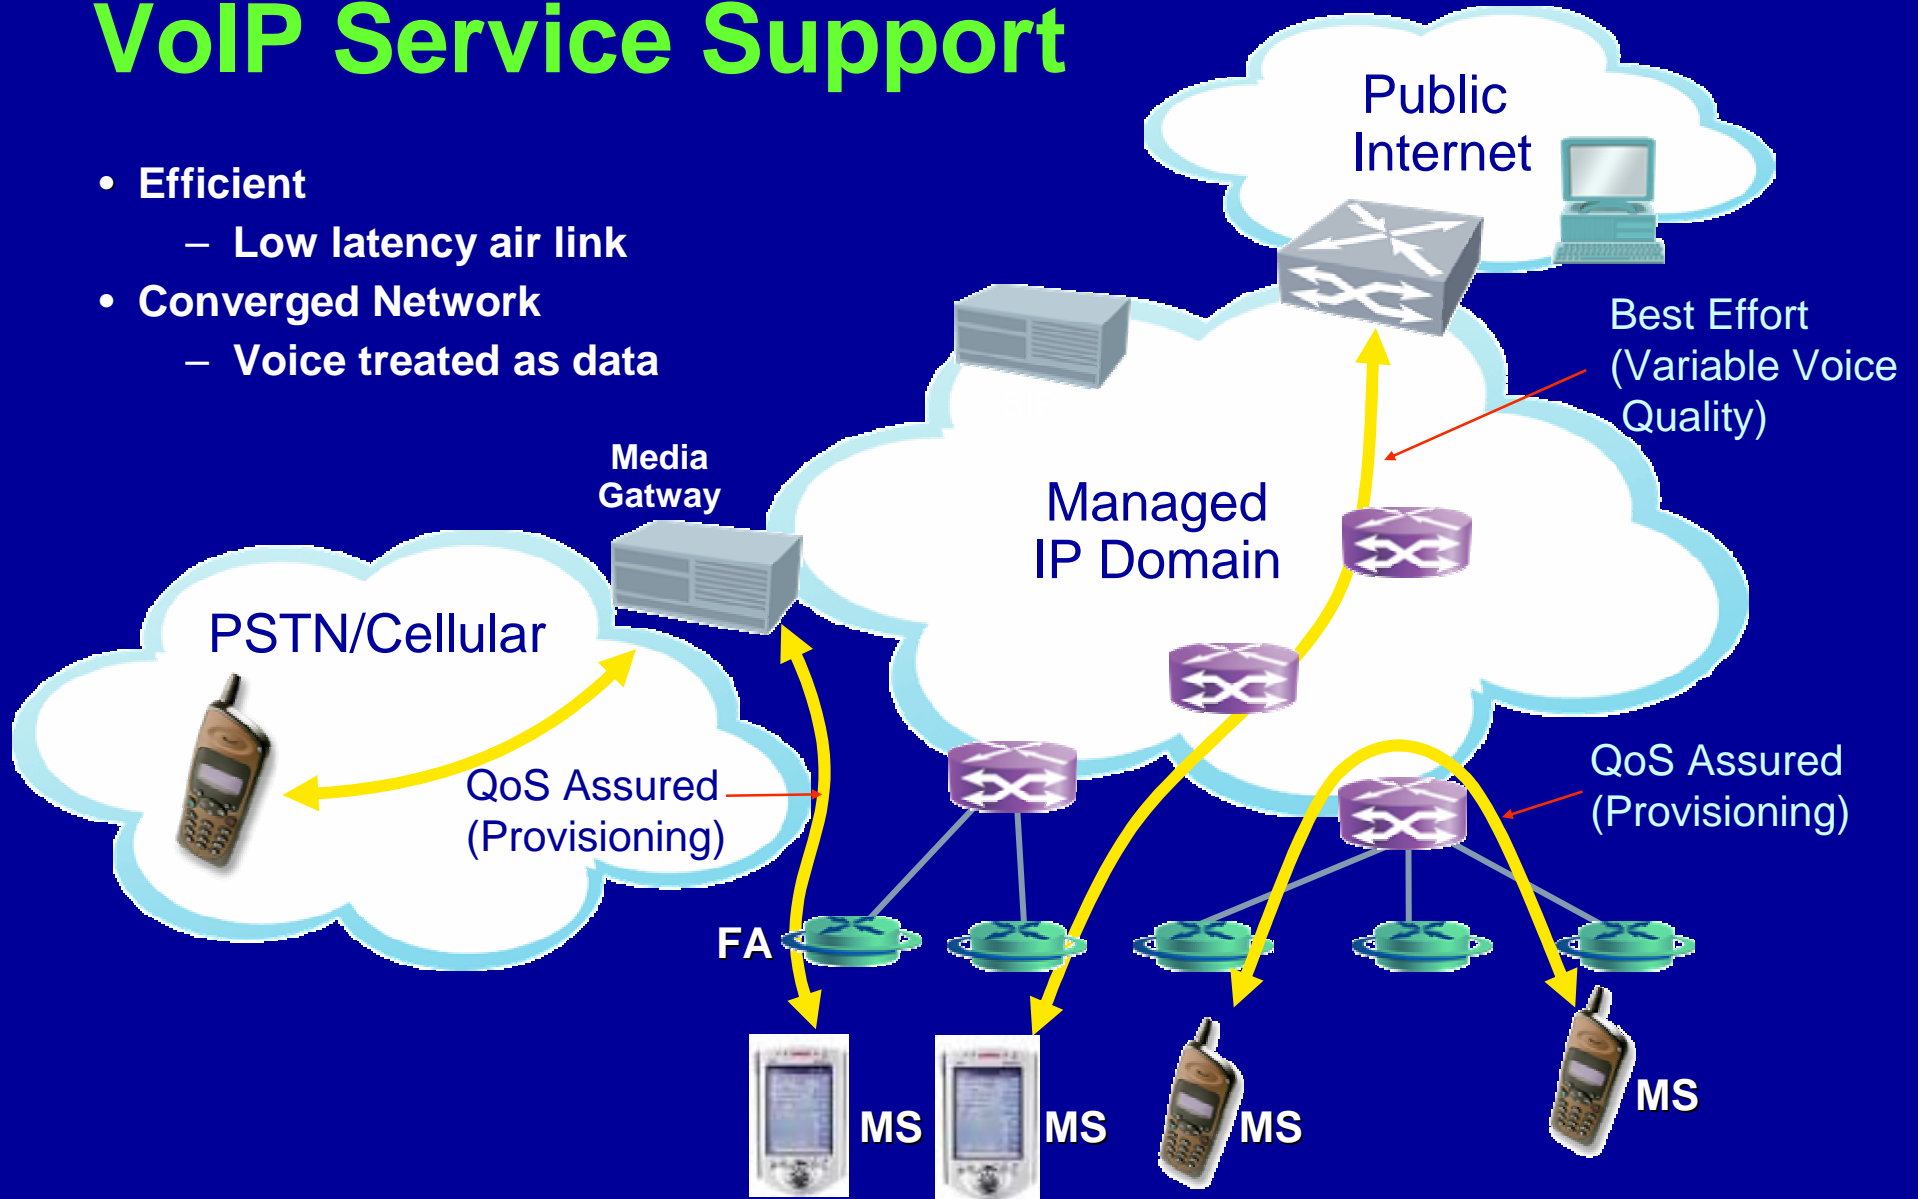 VoIP Service Support
• Efficient
– Low latency air link
• Converged Network
– Voice treated as data
Public
Internet
Best Effort
(Variable Voice
Quality)
Media
Gatway
Managed
IP Domain
PSTN/Cellular
QoS Assured
(Provisioning)
QoS Assured
(Provisioning)
FA
MS
MS
MS
MS